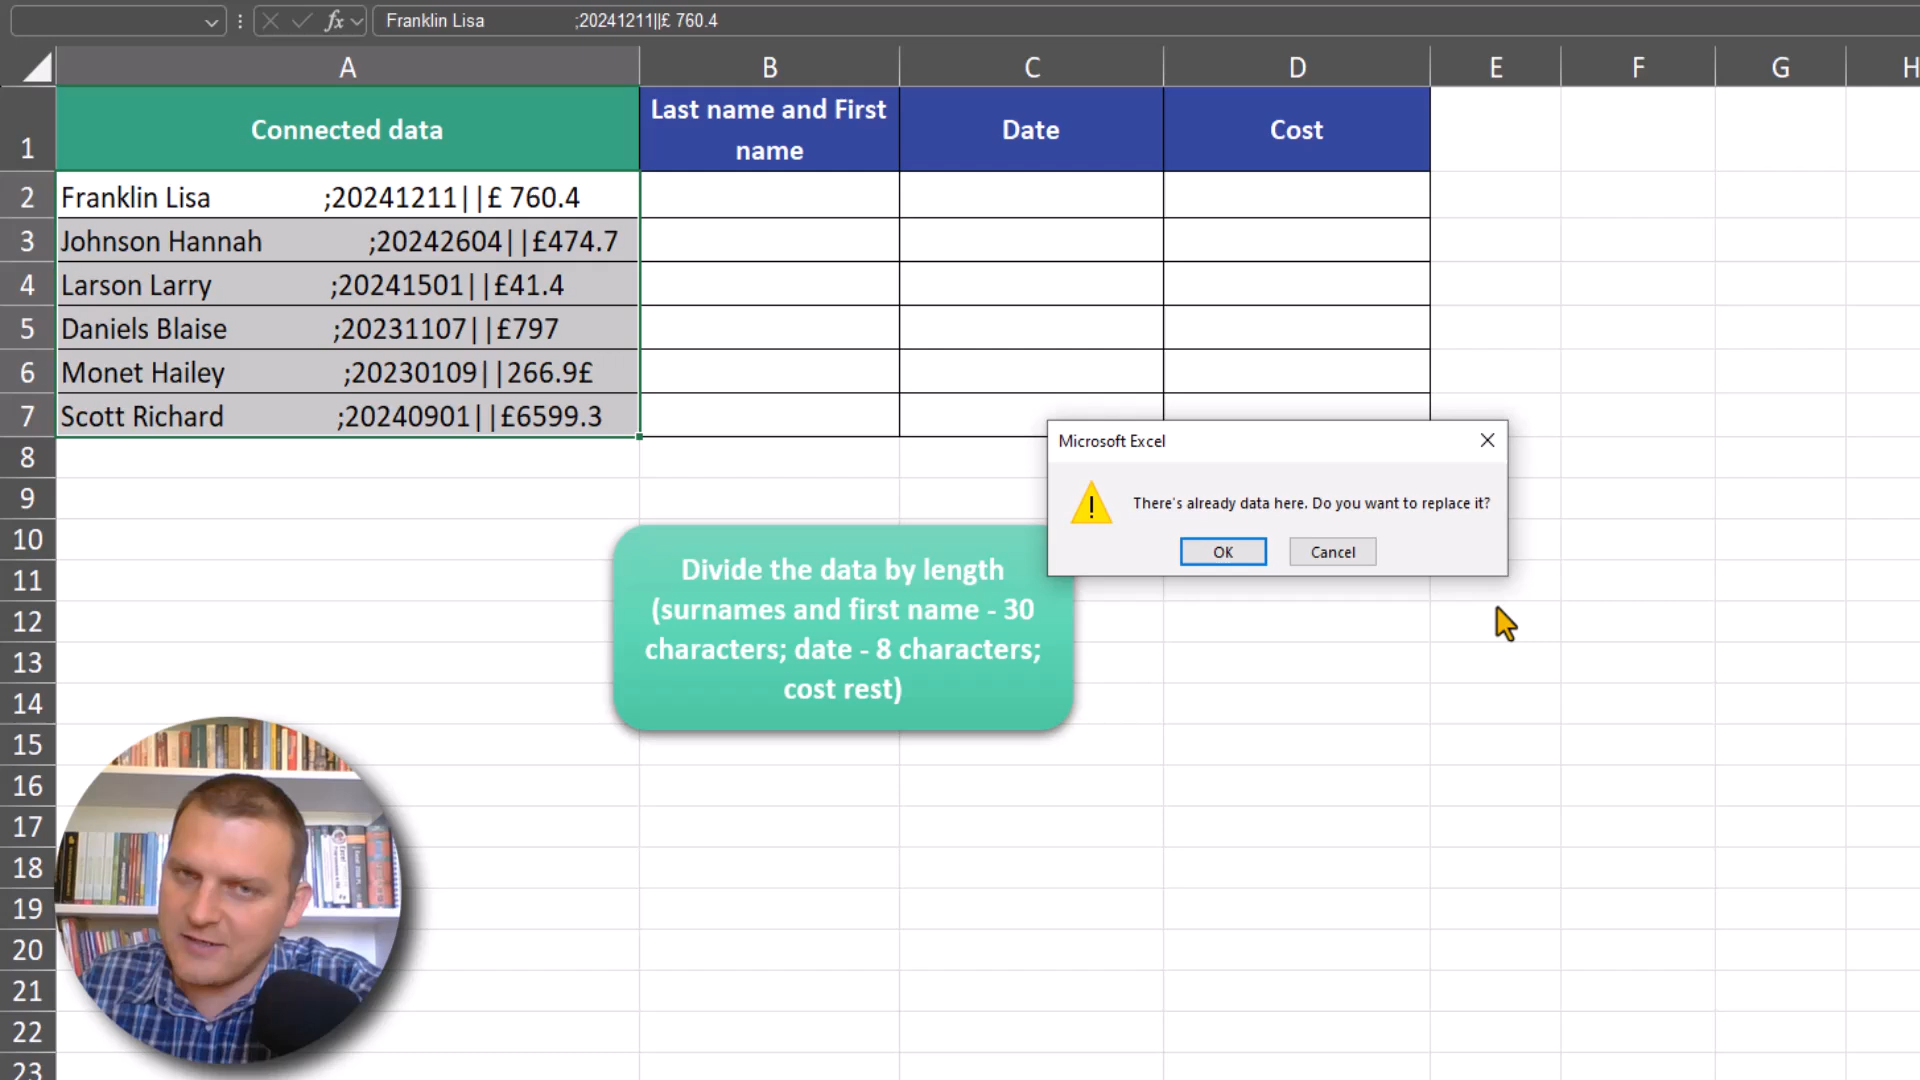 fx
Franklin Lisa ;20241211||£ 760.4
A B C D E F G H
1 Connected data Last name and First name Date Cost
2 Franklin Lisa ;20241211||£ 760.4
3 Johnson Hannah ;20242604||£474.7
4 Larson Larry ;20241501||£41.4
5 Daniels Blaise ;20231107||£797
6 Monet Hailey ;20230109||266.9£
7 Scott Richard ;20240901||£6599.3
Microsoft Excel
There's already data here. Do you want to replace it?
OK Cancel
Divide the data by length
(surnames and first name - 30
characters; date - 8 characters;
cost rest)
8
9
10
11
12
13
14
15
16
17
18
19
20
21
22
23